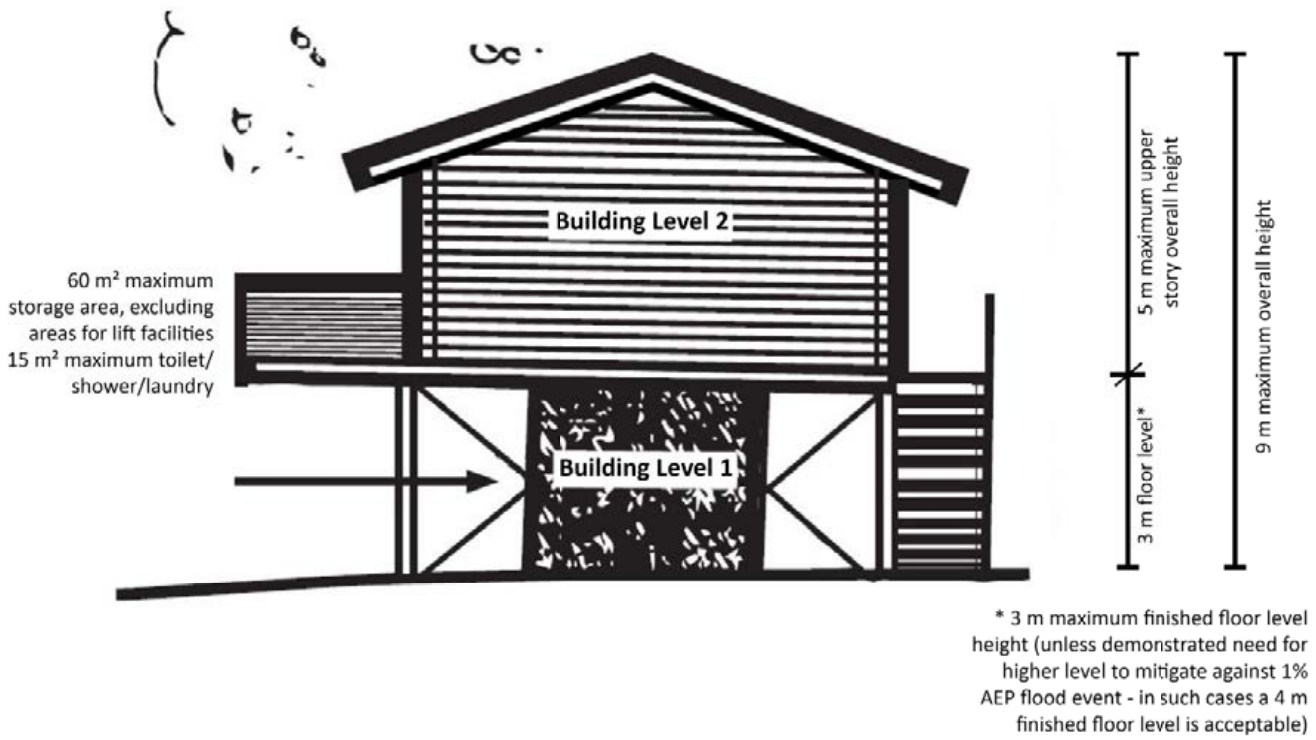 Building Level 2
60 m² maximum
storage area, excluding
areas for lift facilities
15 m² maximum toilet/
shower/laundry
Building Level 1
5 m maximum upper
story overall height
3 m floor level*
9 m maximum overall height
* 3 m maximum finished floor level
height (unless demonstrated need for
higher level to mitigate against 1%
AEP flood event - in such cases a 4 m
finished floor level is acceptable)